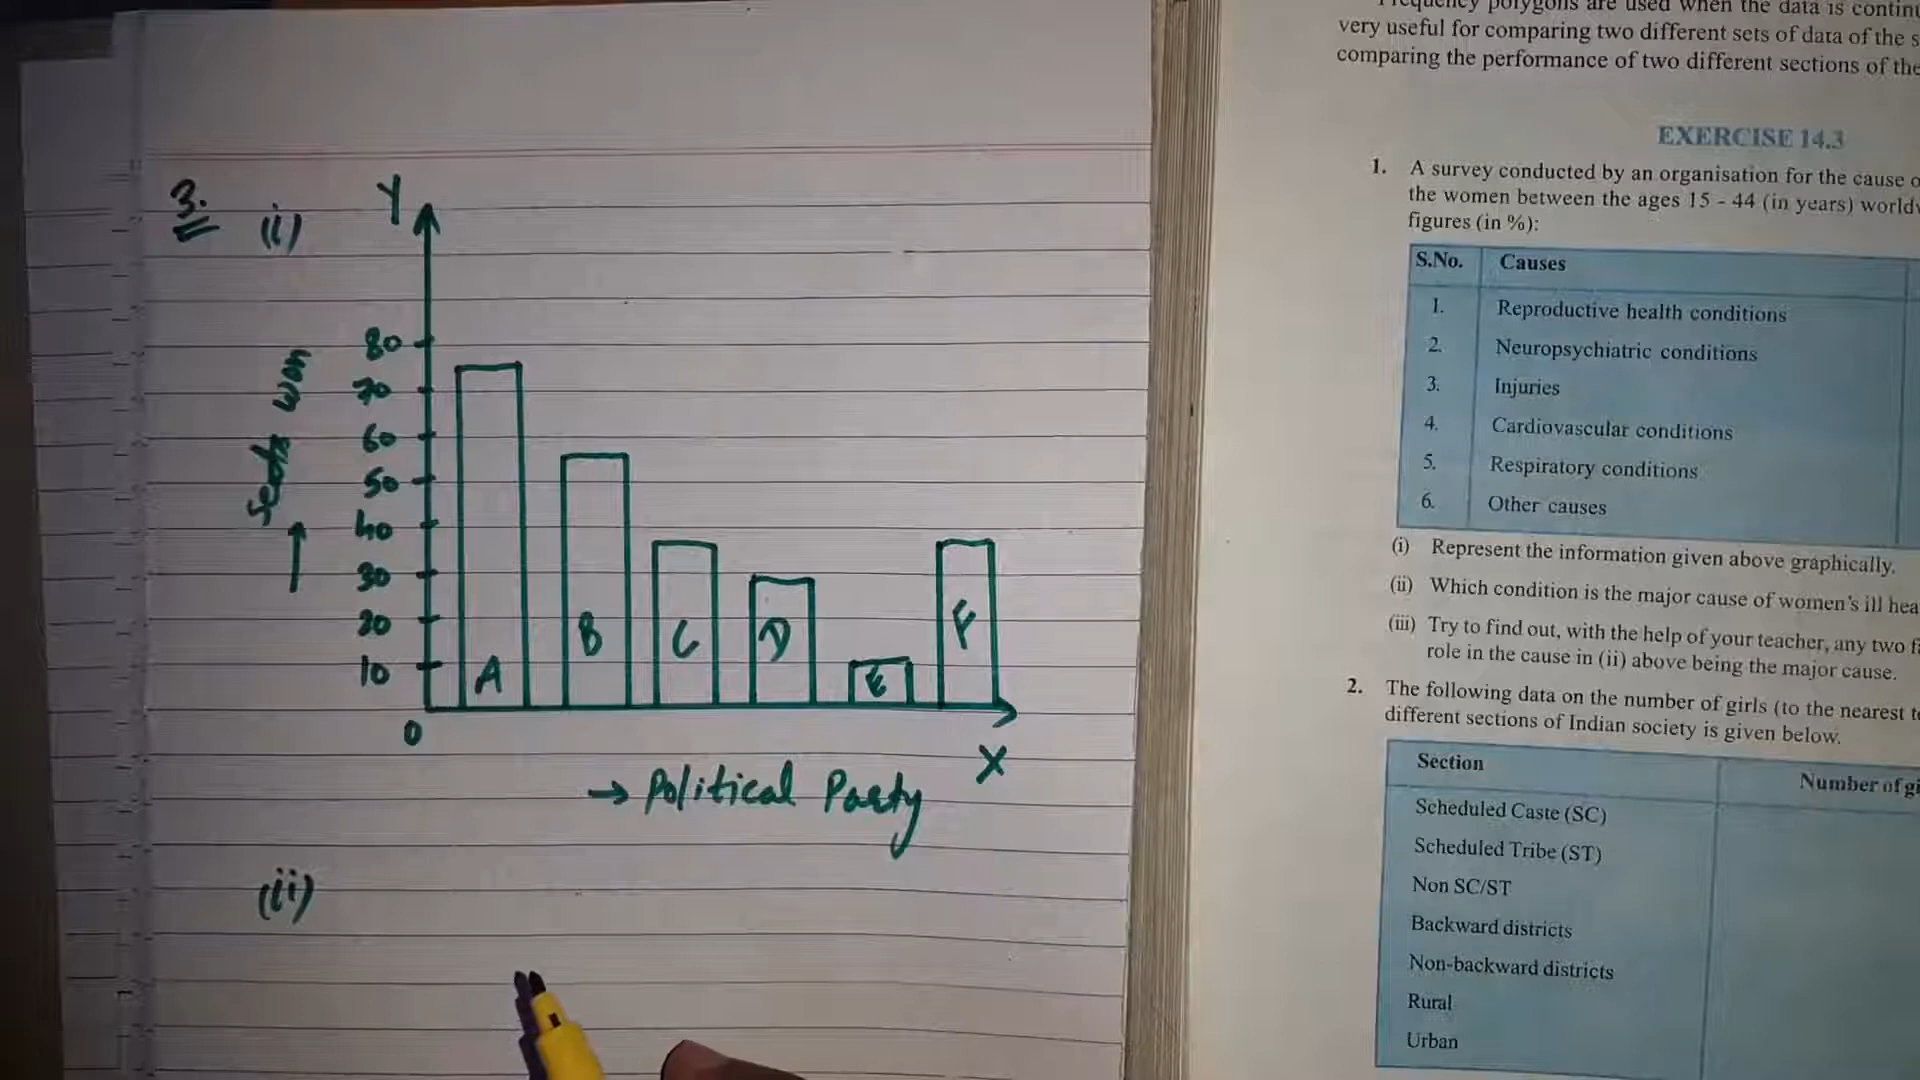 3.
(i)
Y
80
70
60
50
40
30
20
10
0
Seats won
A
B
C
D
E
F
X
→ Political Party
(ii)
Frequency polygons are used when the data is
very useful for comparing two different sets of data of the
comparing the performance of two different sections of the
EXERCISE 14.3
1. A survey conducted by an organisation for the cause
the women between the ages 15 - 44 (in years)
figures (in %):
S.No. Causes
1. Reproductive health conditions
2. Neuropsychiatric conditions
3. Injuries
4. Cardiovascular conditions
5. Respiratory conditions
6. Other causes
(i) Represent the information given above graphically.
(ii) Which condition is the major cause of women's ill
(iii) Try to find out, with the help of your teacher, any two
role in the cause in (ii) above being the major cause.
2. The following data on the number of girls (to the nearest
different sections of Indian society is given below.
Section Number of
Scheduled Caste (SC)
Scheduled Tribe (ST)
Non SC/ST
Backward districts
Non-backward districts
Rural
Urban